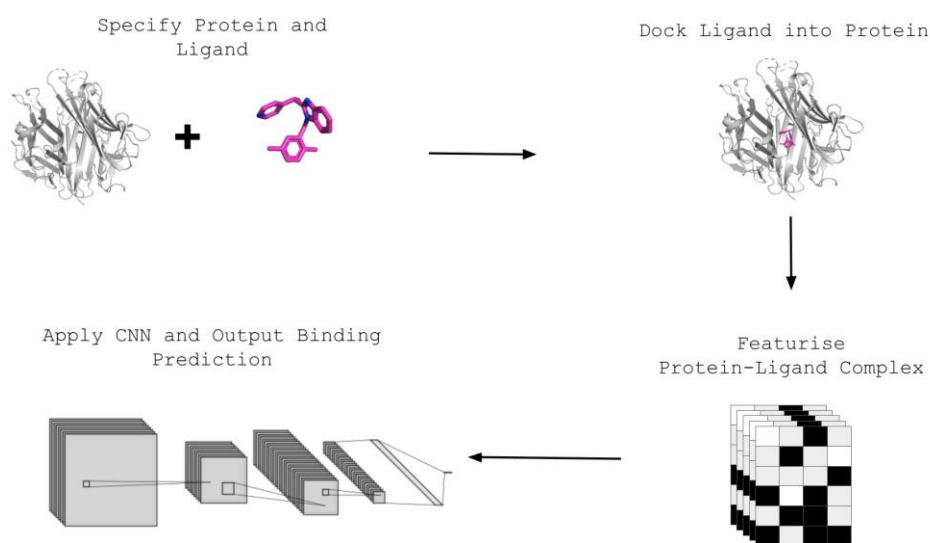 Specify Protein and
Ligand
Dock Ligand into Protein
Featurise
Protein-Ligand Complex
Apply CNN and Output Binding
Prediction